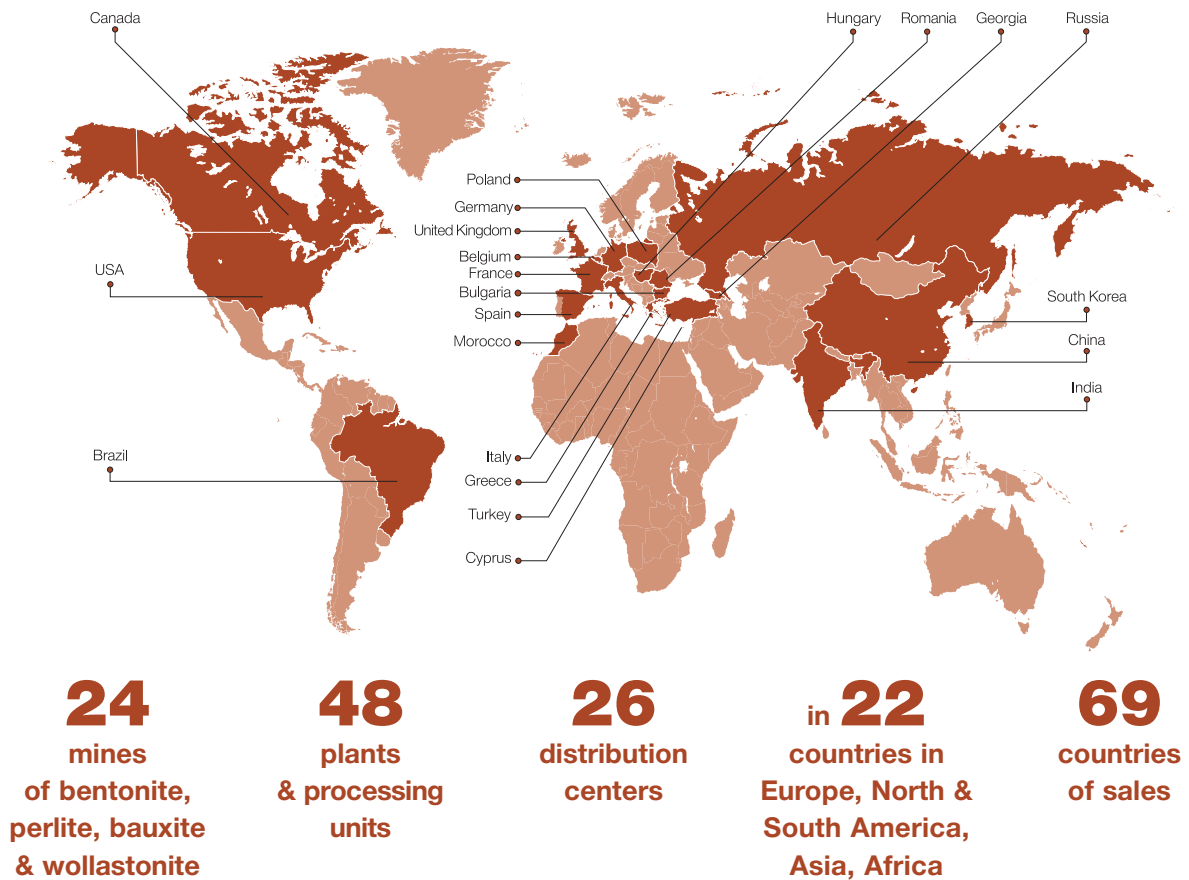 Canada
Hungary
Romania
Georgia
Russia
Poland
Germany
United Kingdom
Belgium
France
Bulgaria
Spain
Morocco
USA
South Korea
China
India
Brazil
Italy
Greece
Turkey
Cyprus
24
mines
of bentonite,
perlite, bauxite
& wollastonite
48
plants
& processing
units
26
distribution
centers
in 22
countries in
Europe, North &
South America,
Asia, Africa
69
countries
of sales